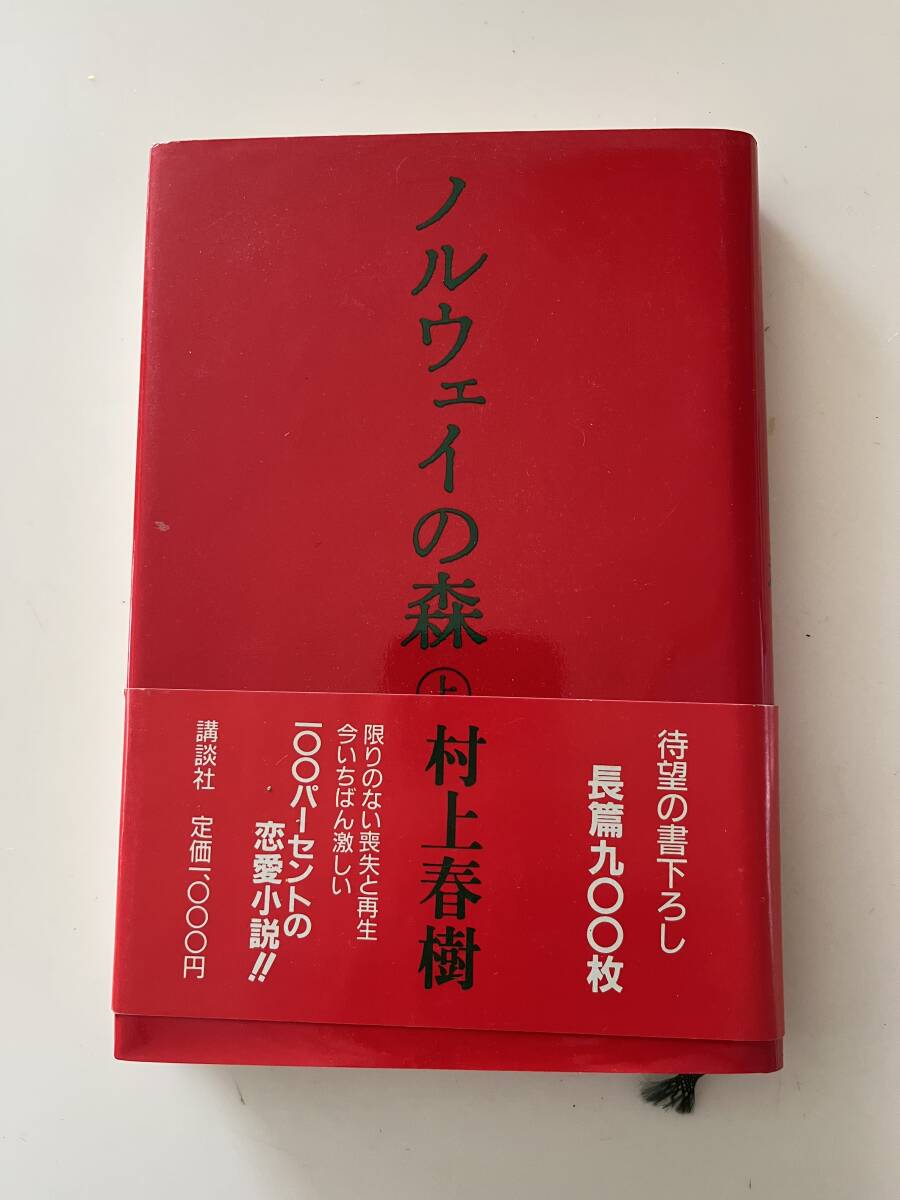 ノルウェイの森 上
村上春樹
待望の書下ろし
長篇九〇〇枚
限りのない喪失と再生
今いちばん激しい
一〇〇パーセントの
恋愛小説!!
講談社 定価一、〇〇〇円